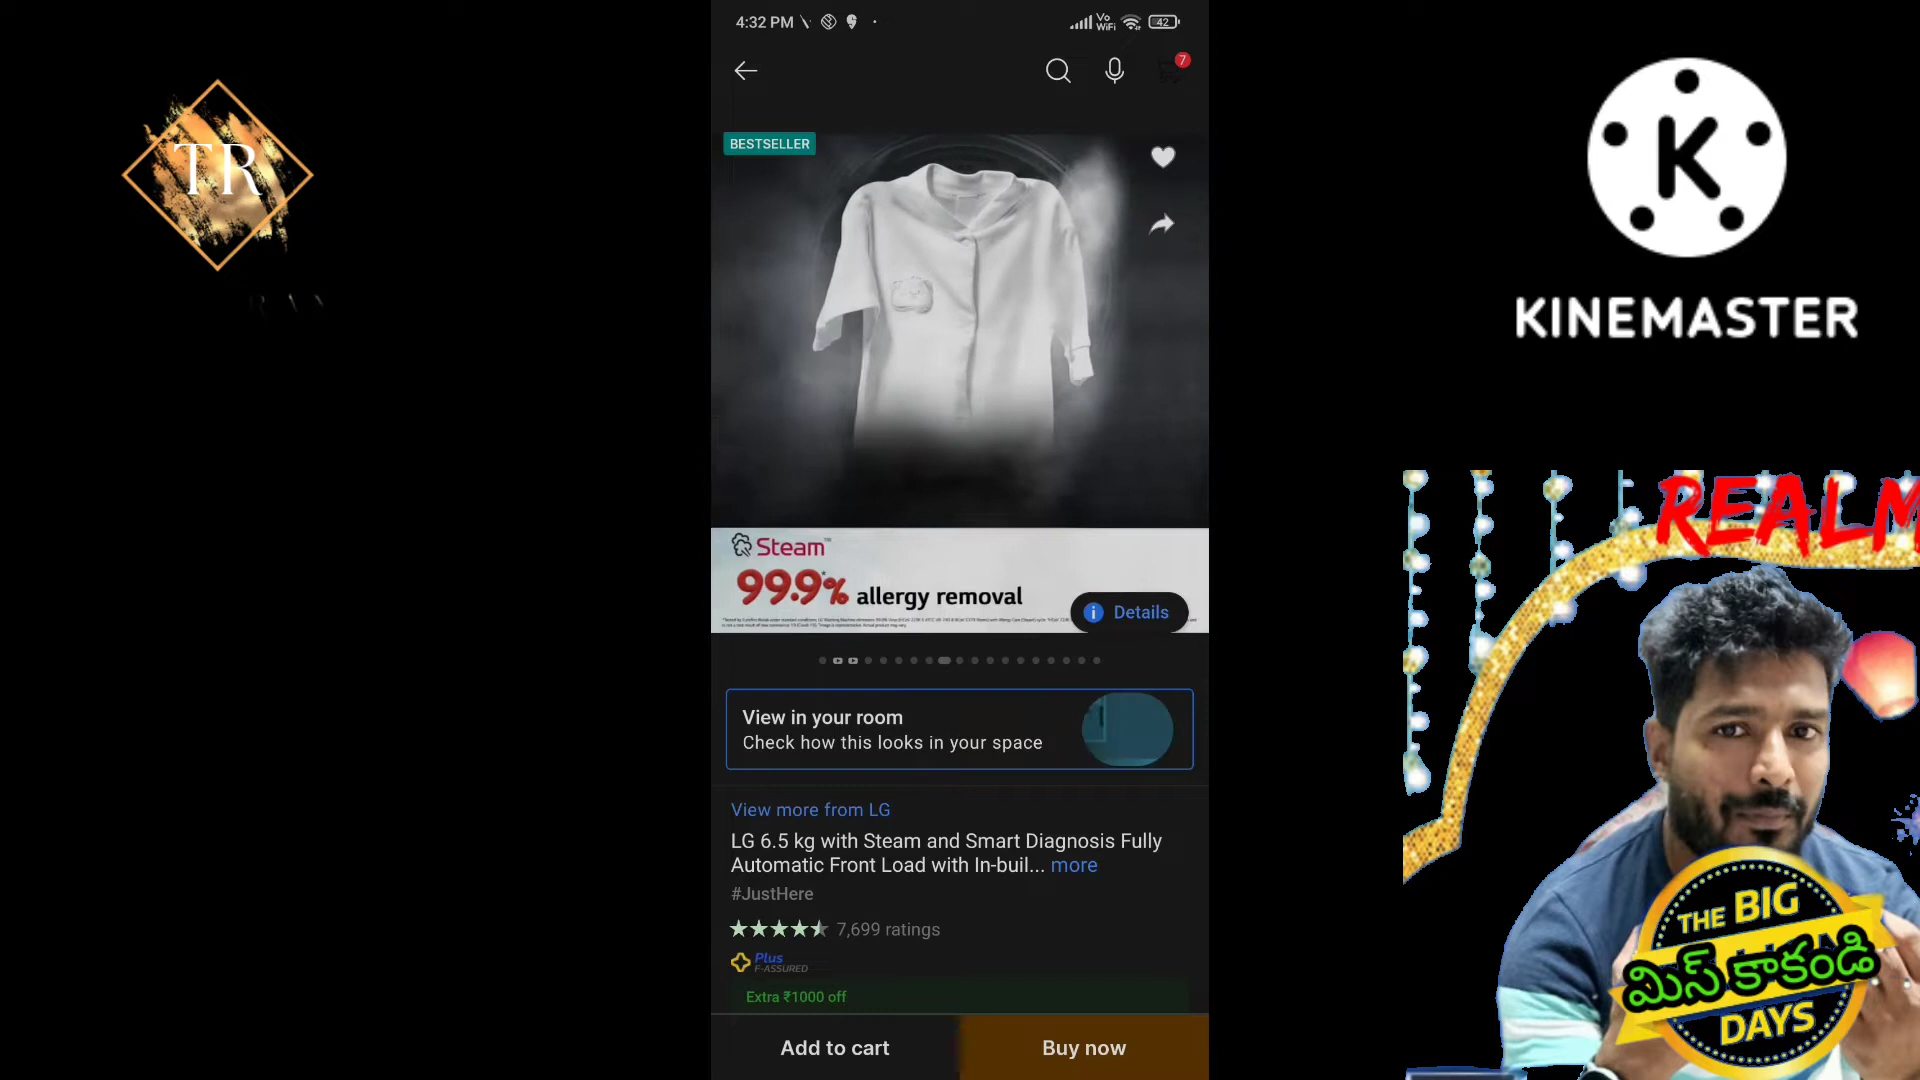 4:32 PM
Vo
WiFi
42
7
BESTSELLER
TR
KINEMASTER
Steam™
99.9%* allergy removal
Details
View in your room
Check how this looks in your space
View more from LG
LG 6.5 kg with Steam and Smart Diagnosis Fully
Automatic Front Load with In-buil... more
#JustHere
7,699 ratings
Plus
F-ASSURED
Extra ₹1000 off
Add to cart
Buy now
REALM
THE BIG
మిస్ కాకండి
DAYS